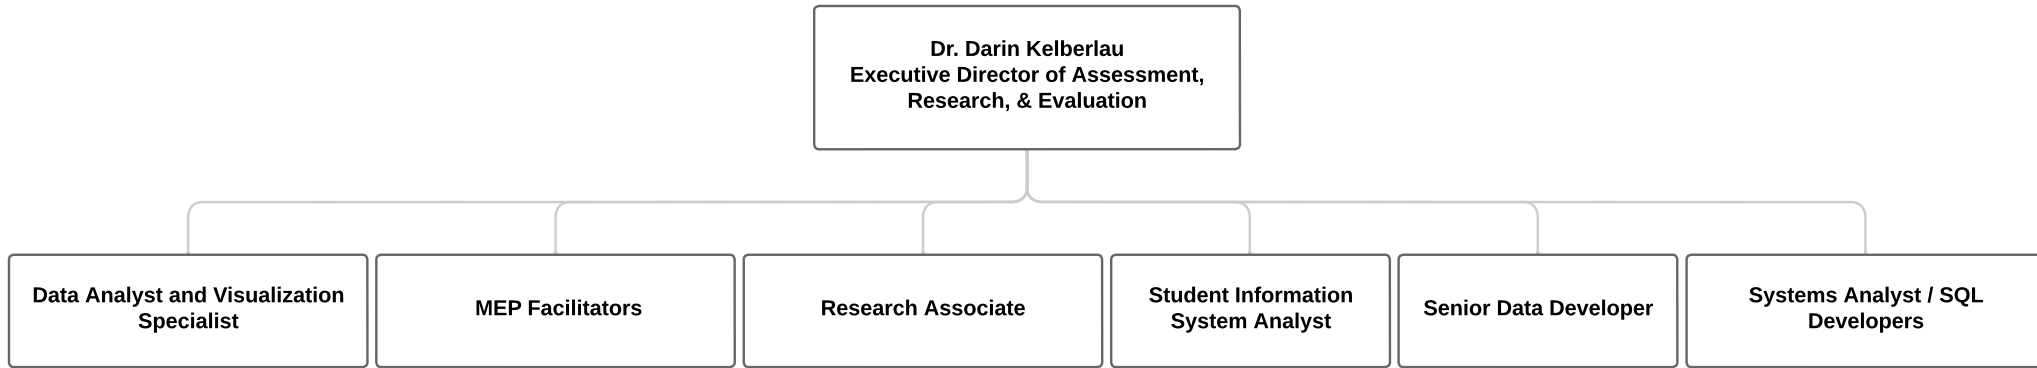 Dr. Darin Kelberlau
Executive Director of Assessment,
Research, & Evaluation
Data Analyst and Visualization
Specialist
MEP Facilitators
Research Associate
Student Information
System Analyst
Senior Data Developer
Systems Analyst / SQL
Developers